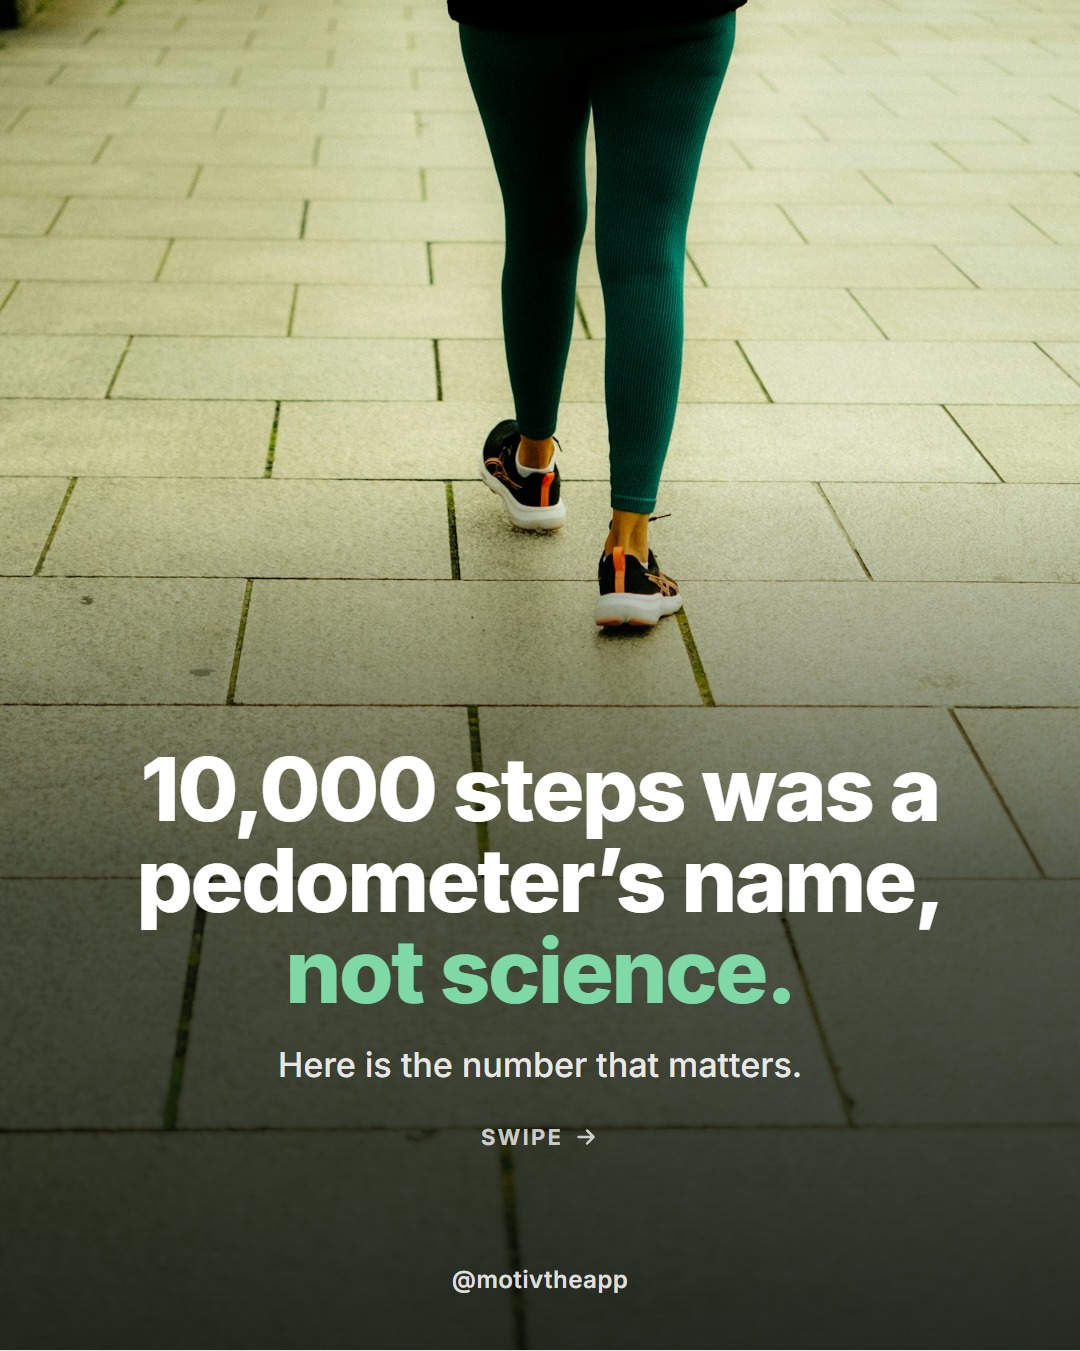 10,000 steps was a
pedometer’s name,
not science.
Here is the number that matters.
SWIPE →
@motivtheapp